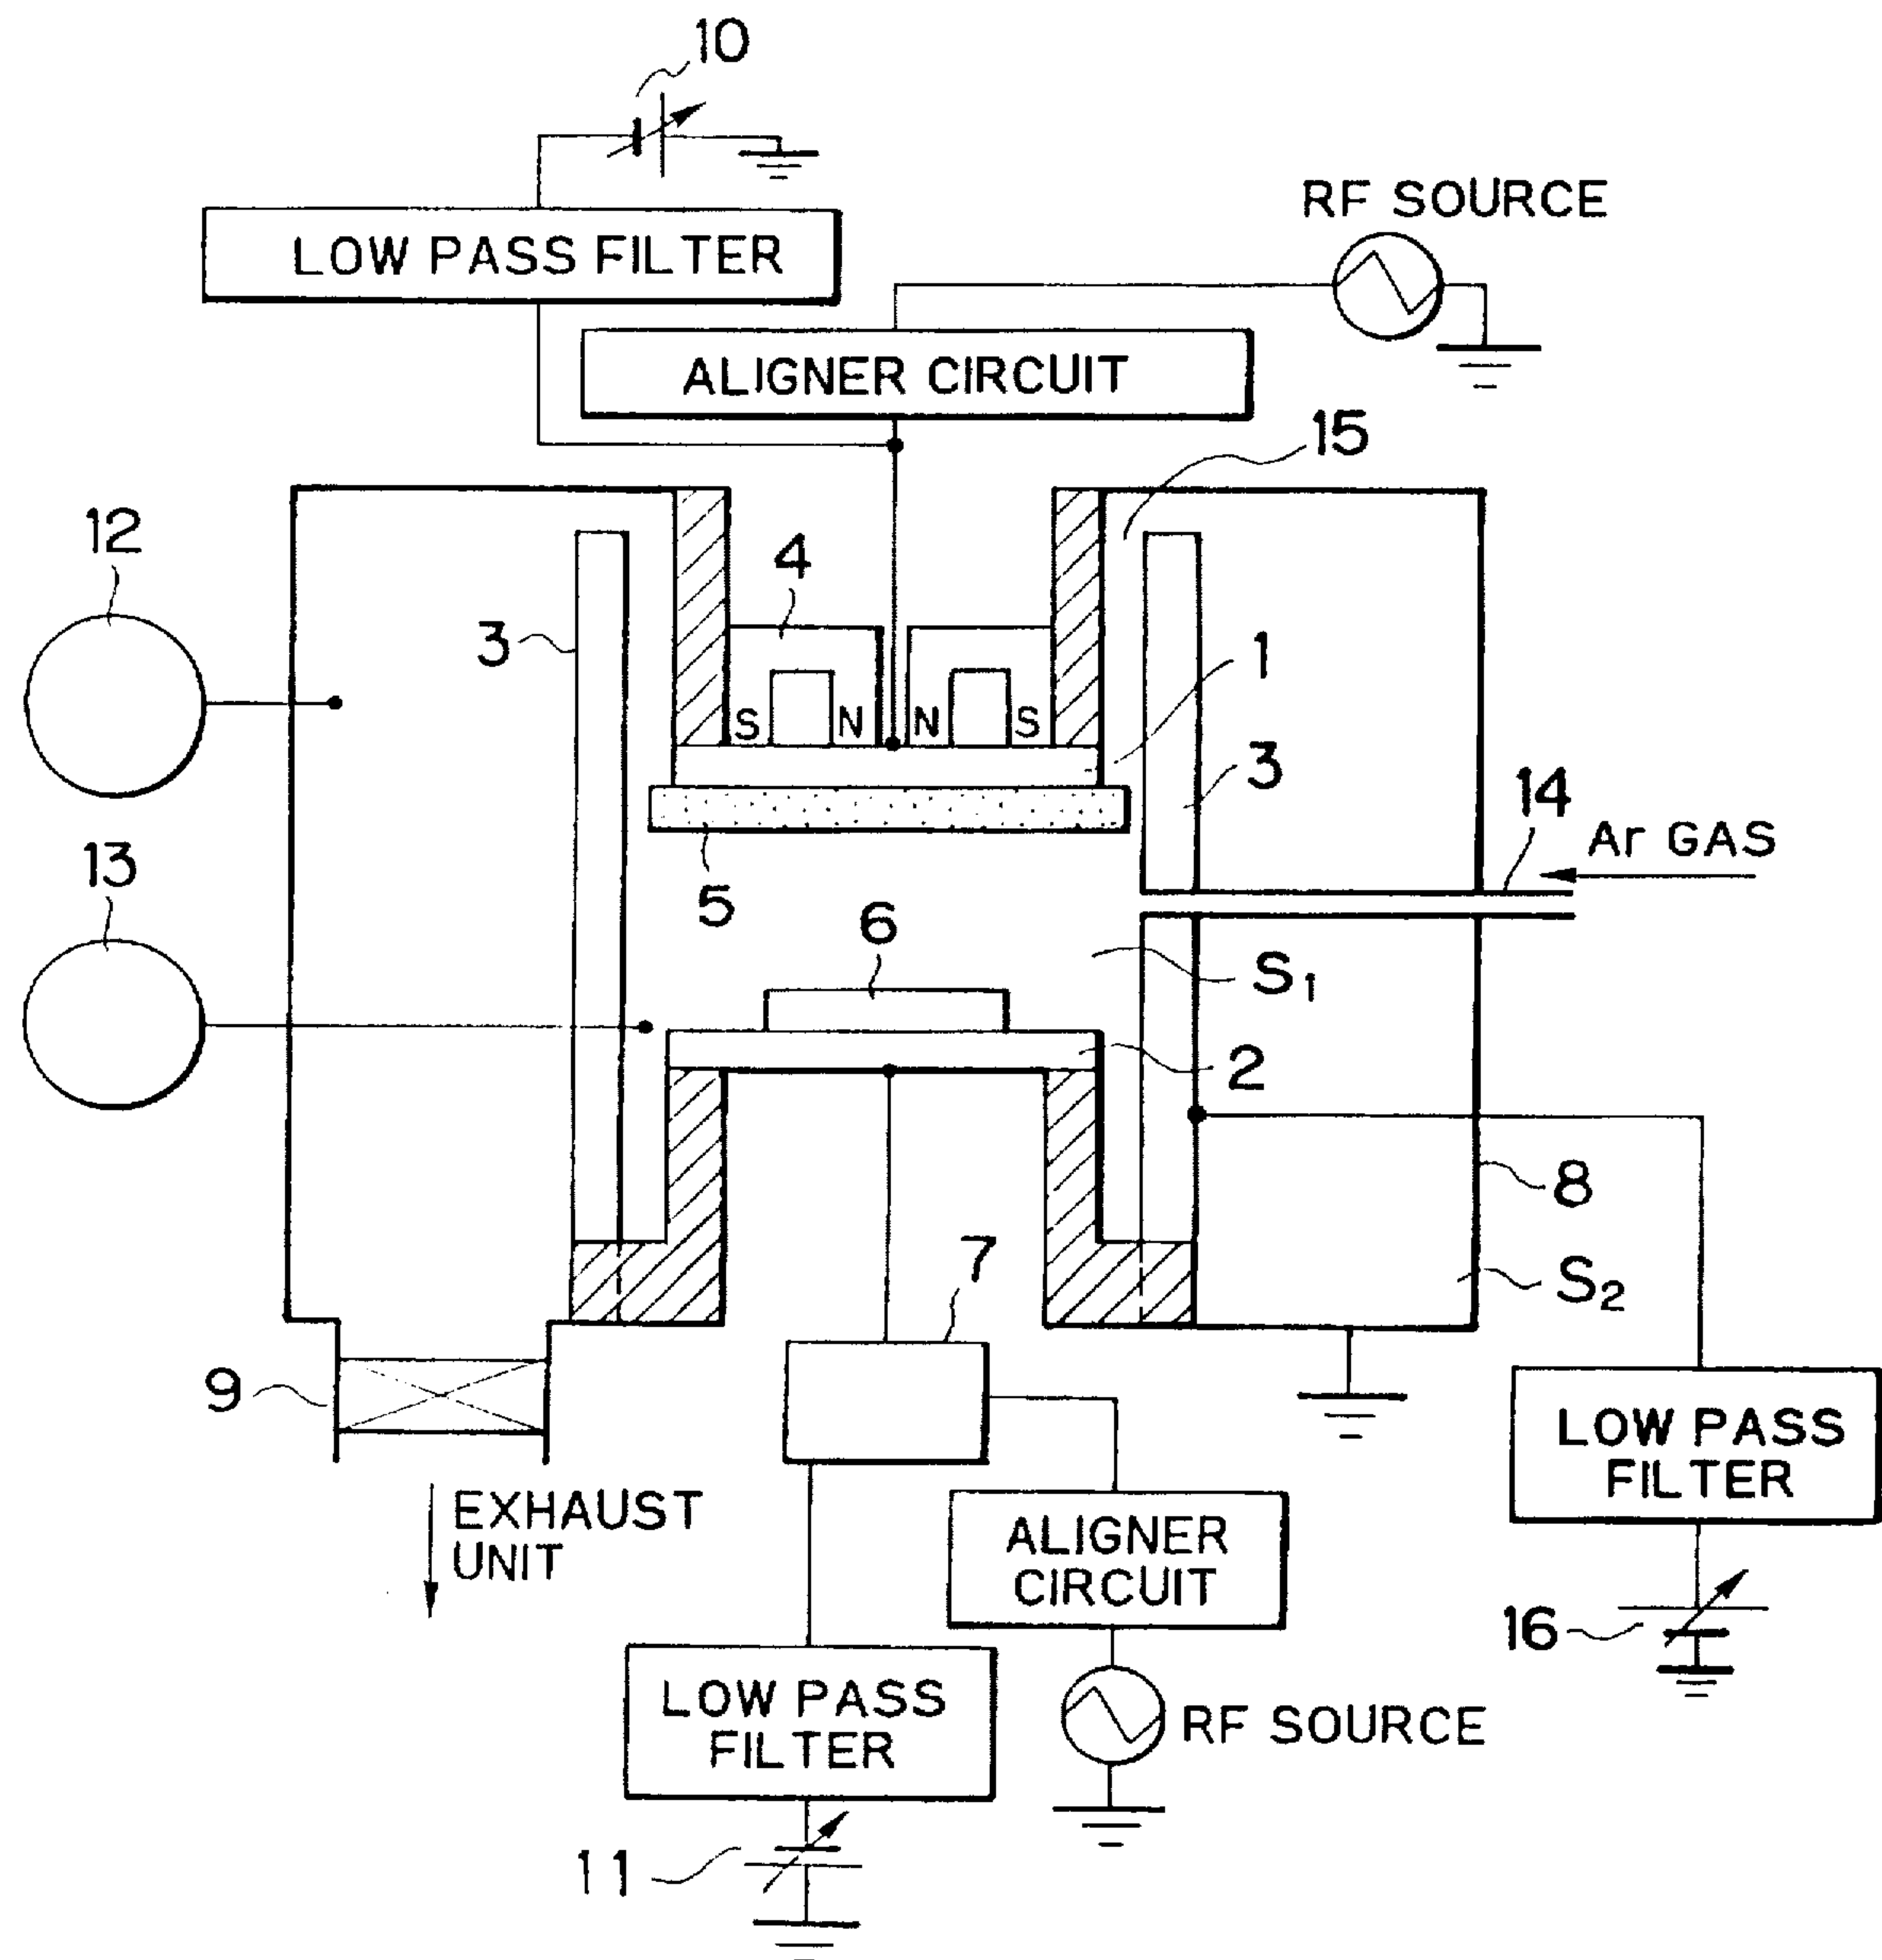 10
RF SOURCE
LOW PASS FILTER
ALIGNER CIRCUIT
15
12
4
3
1
S N N S
3
14
Ar GAS
13
5
6
S1
2
8
7
S2
9
LOW PASS
FILTER
EXHAUST
UNIT
ALIGNER
CIRCUIT
16
LOW PASS
FILTER
RF SOURCE
11